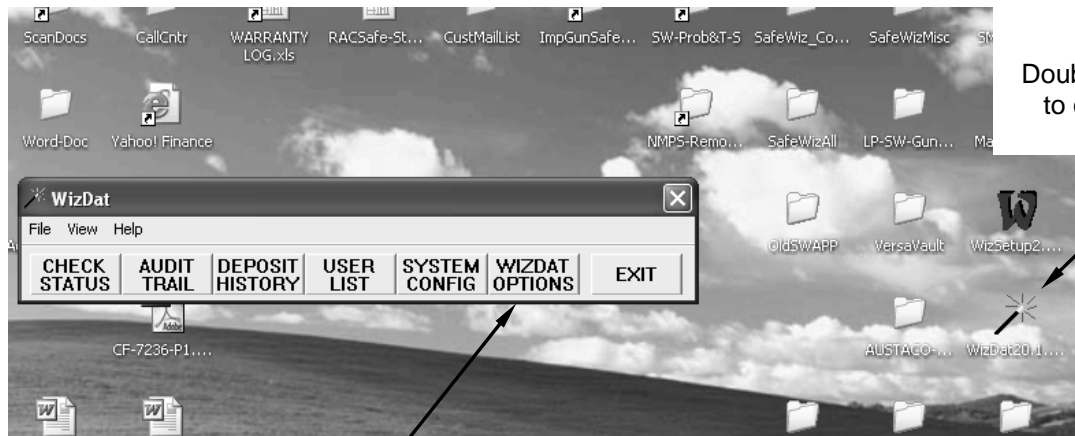 ScanDocs
CallCntr
WARRANTY
LOG.xls
RACSafe-St...
CustMailList
ImpGunSafe...
SW-Prob&T-S
SafeWiz_Co...
SafeWizMisc
Word-Doc
Yahoo! Finance
NMPS-Remo...
SafeWizAll
LP-SW-Gun...
to
WizDat
File View Help
CHECK
STATUS
AUDIT
TRAIL
DEPOSIT
HISTORY
USER
LIST
SYSTEM
CONFIG
WIZDAT
OPTIONS
EXIT
OldSWAPP
VersaVault
WizSetup2....
Adobe
CF-7236-P1....
AUSTACO-...
WizDat20.1....